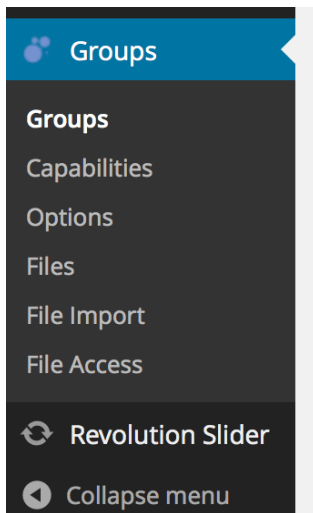 Groups
Groups
Capabilities
Options
Files
File Import
File Access
Revolution Slider
Collapse menu